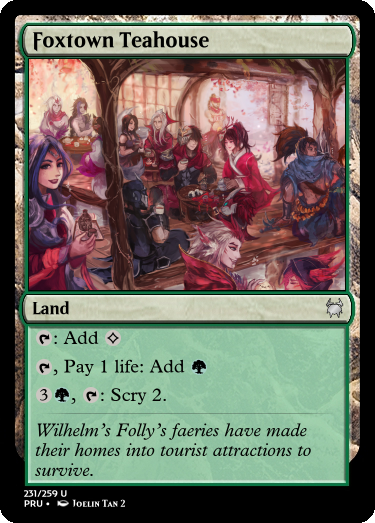 Foxtown Teahouse
Land
: Add
, Pay 1 life: Add
3 , : Scry 2.
Wilhelm's Folly's faeries have made
their homes into tourist attractions to
survive.
231/259 U
PRU • Joelin Tan 2